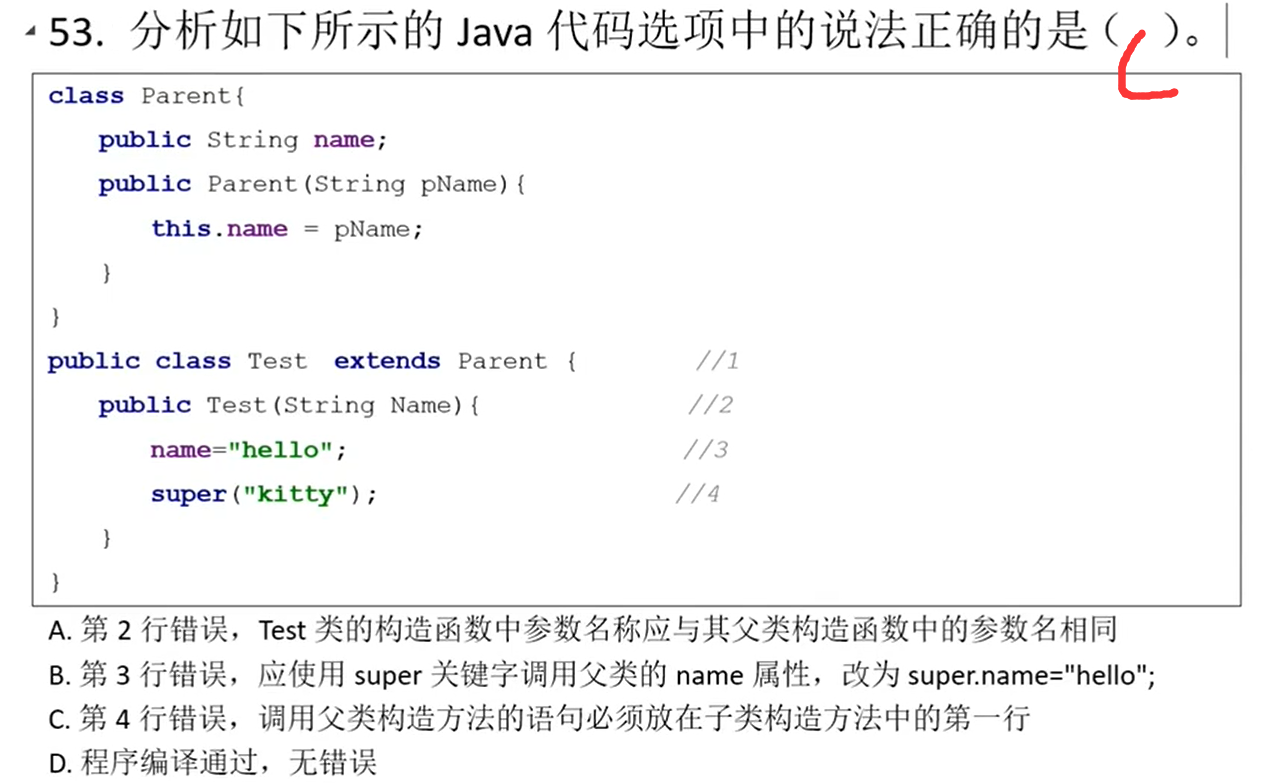 53. 分析如下所示的 Java 代码选项中的说法正确的是（ ）。
C
class Parent{
public String name;
public Parent(String pName){
this.name = pName;
}
}
public class Test extends Parent { //1
public Test(String Name){ //2
name="hello"; //3
super("kitty"); //4
}
}
A. 第 2 行错误，Test 类的构造函数中参数名称应与其父类构造函数中的参数名相同
B. 第 3 行错误，应使用 super 关键字调用父类的 name 属性，改为 super.name="hello";
C. 第 4 行错误，调用父类构造方法的语句必须放在子类构造方法中的第一行
D. 程序编译通过，无错误